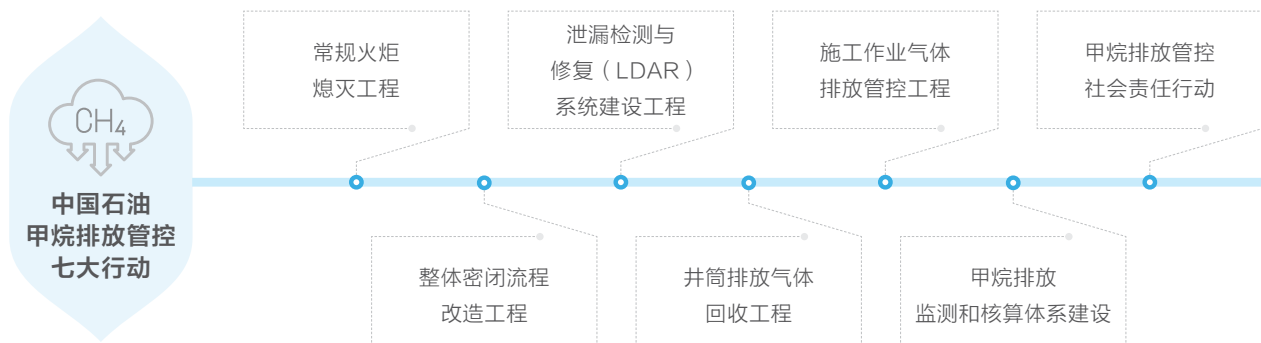 CH₄
中国石油
甲烷排放管控
七大行动
常规火炬
熄灭工程
整体密闭流程
改造工程
泄漏检测与
修复（LDAR）
系统建设工程
井筒排放气体
回收工程
施工作业气体
排放管控工程
甲烷排放
监测和核算体系建设
甲烷排放管控
社会责任行动